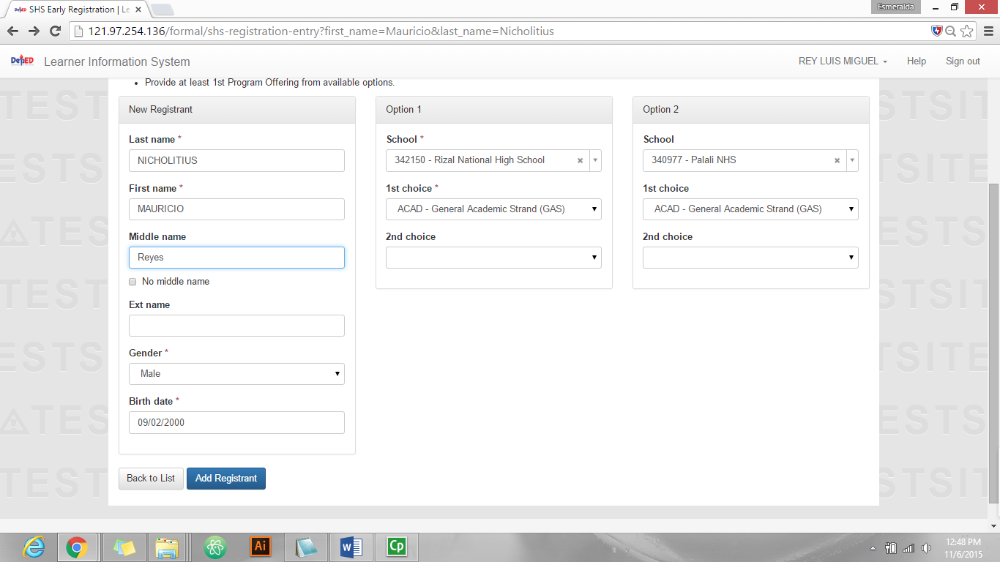 SHS Early Registration | Le
Esmeralda
121.97.254.136/formal/shs-registration-entry?first_name=Mauricio&last_name=Nicholitius
DepED Learner Information System
REY LUIS MIGUEL Help Sign out
Provide at least 1st Program Offering from available options.
New Registrant
Last name *
NICHOLITIUS
First name *
MAURICIO
Middle name
Reyes
No middle name
Ext name
Gender *
Male
Birth date *
09/02/2000
Option 1
School *
342150 - Rizal National High School
1st choice *
ACAD - General Academic Strand (GAS)
2nd choice
Option 2
School
340977 - Palali NHS
1st choice
ACAD - General Academic Strand (GAS)
2nd choice
Back to List
Add Registrant
TESTSITE
Ai
Cp
12:48 PM
11/6/2015